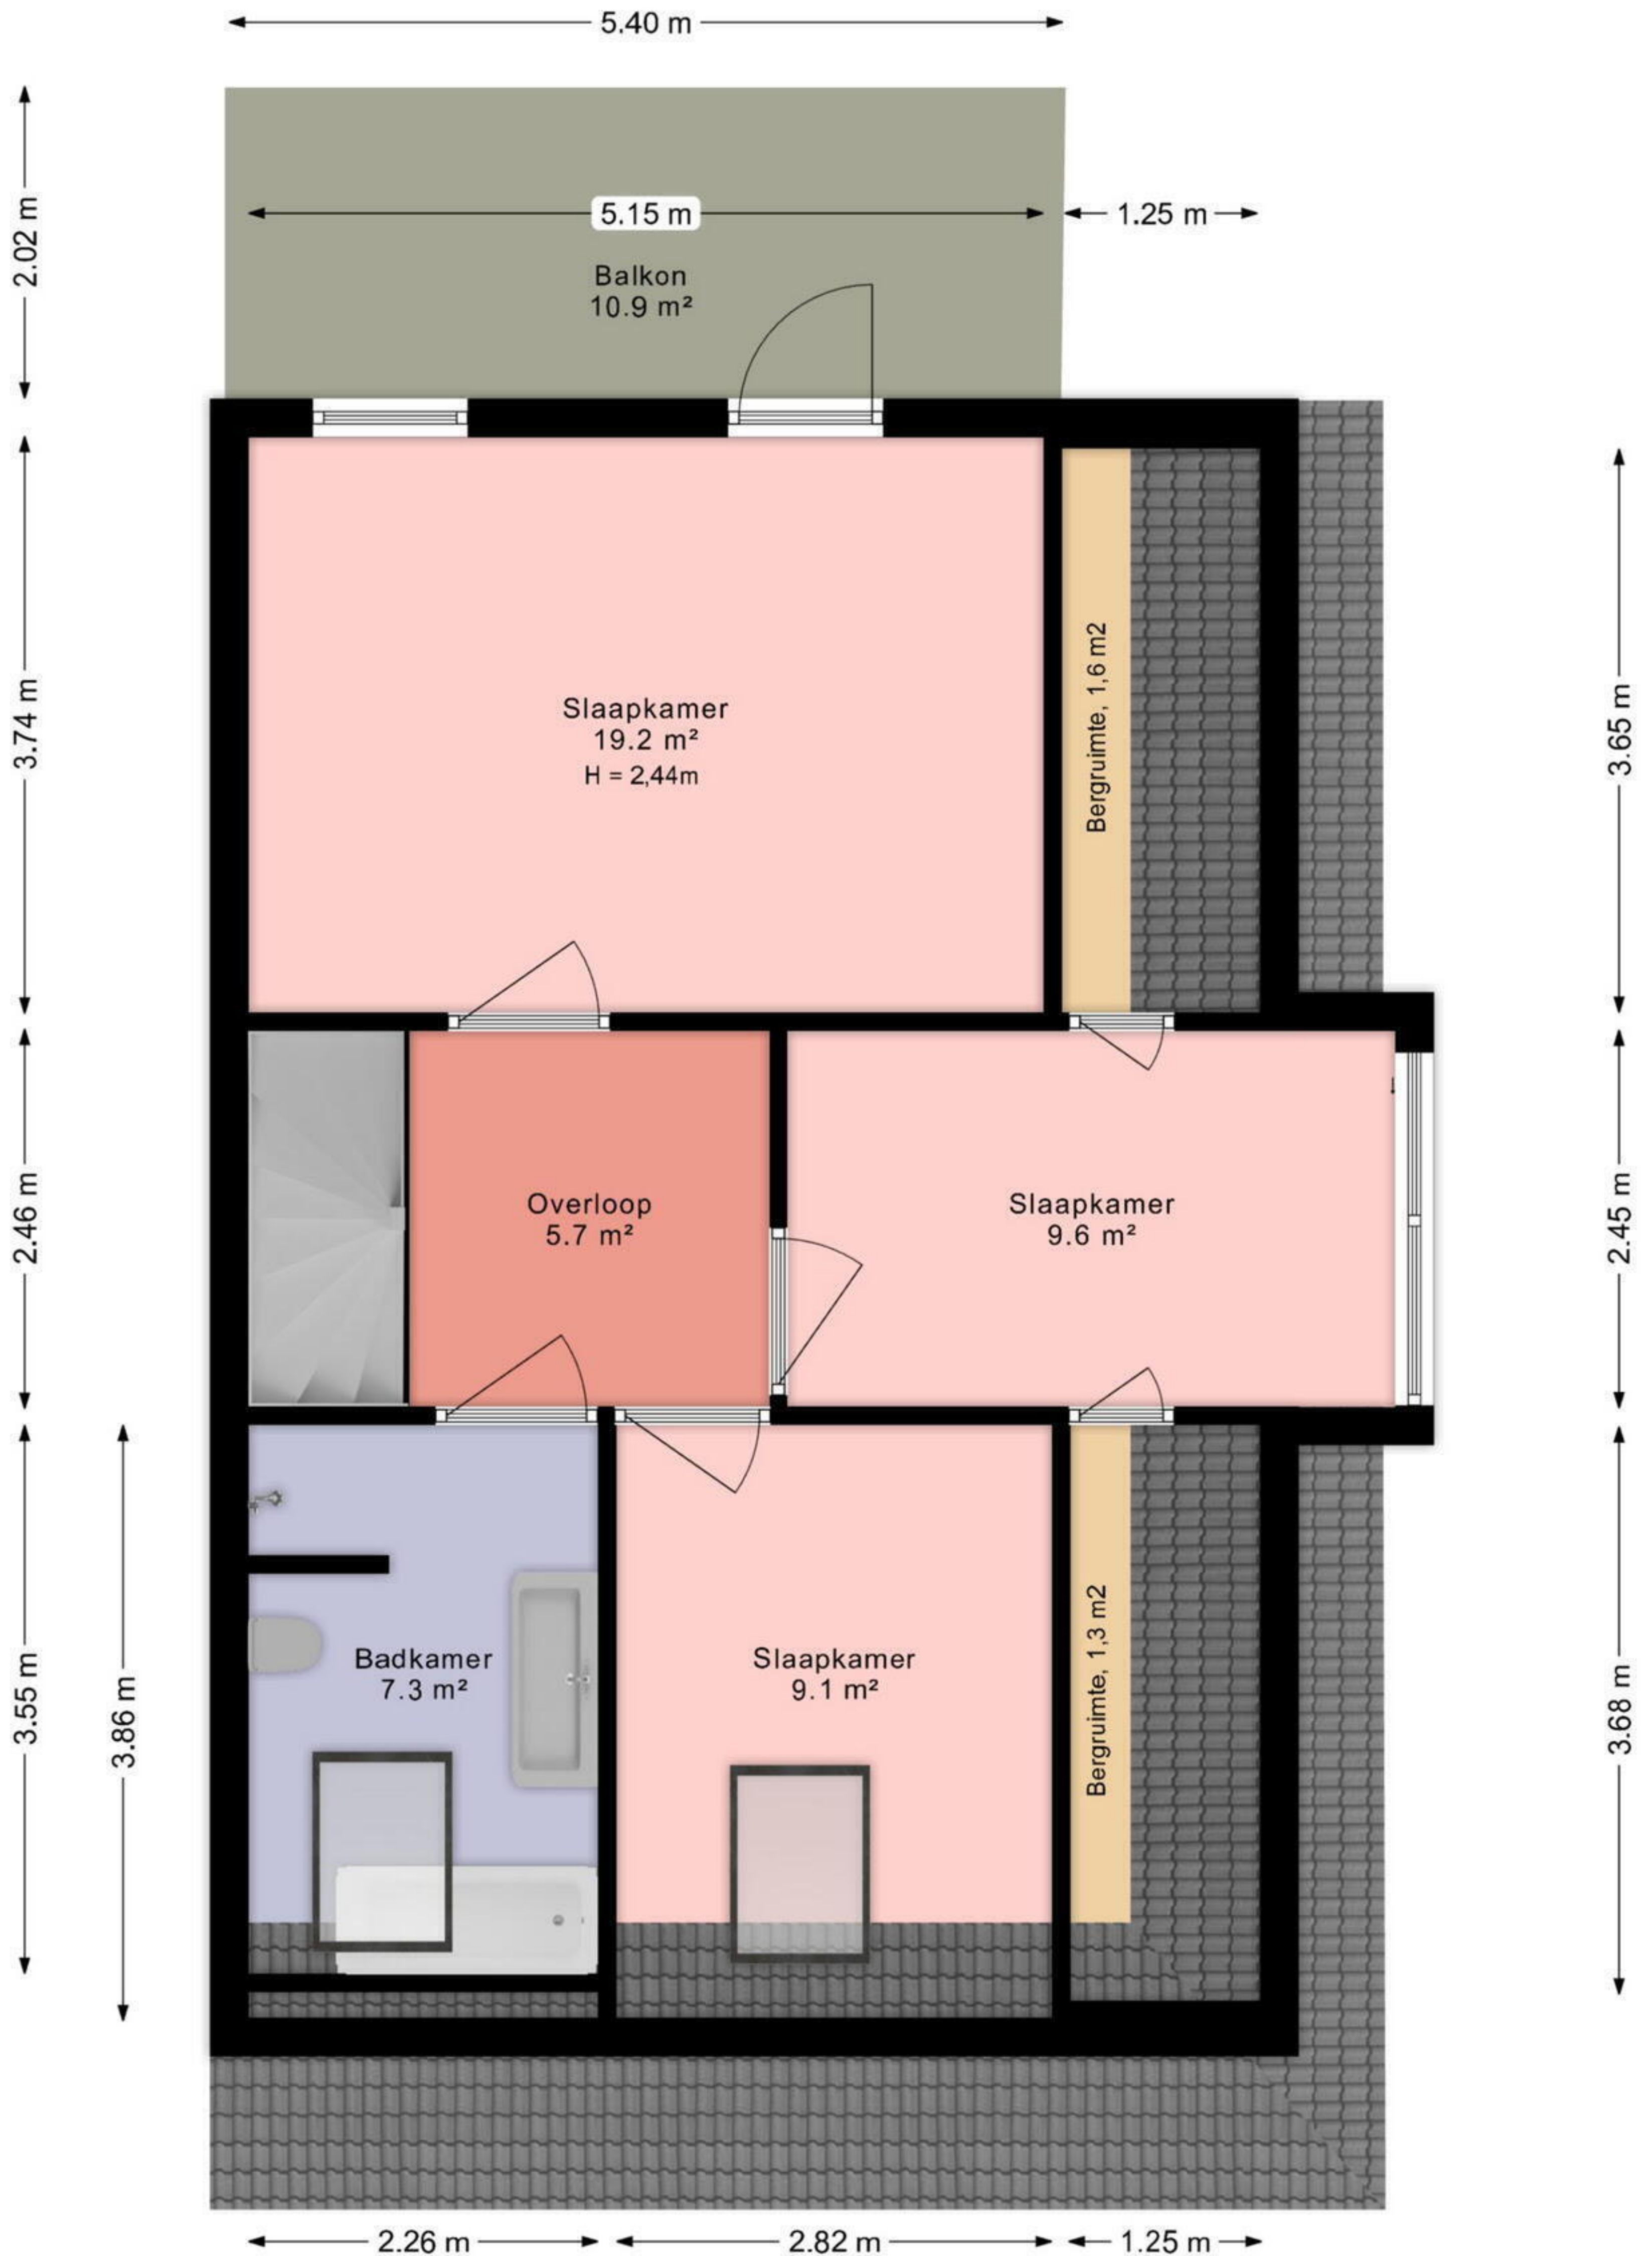 5.40 m
2.02 m
5.15 m
1.25 m
Balkon
10.9 m²
3.74 m
Slaapkamer
19.2 m²
H = 2,44m
Bergruimte, 1,6 m2
3.65 m
2.46 m
Overloop
5.7 m²
Slaapkamer
9.6 m²
2.45 m
3.55 m
3.86 m
Badkamer
7.3 m²
Slaapkamer
9.1 m²
Bergruimte, 1,3 m2
3.68 m
2.26 m
2.82 m
1.25 m